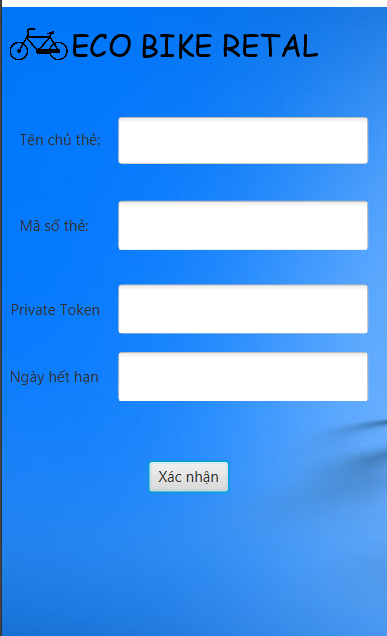 ECO BIKE RETAL
Tên chủ thẻ:
Mã số thẻ:
Private Token
Ngày hết hạn
Xác nhận